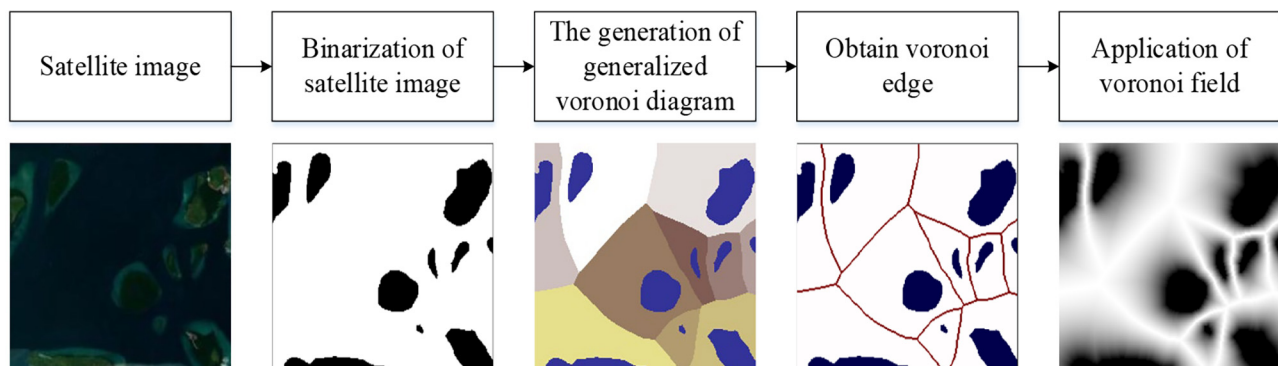 Satellite image
Binarization of
satellite image
The generation of
generalized
voronoi diagram
Obtain voronoi
edge
Application of
voronoi field